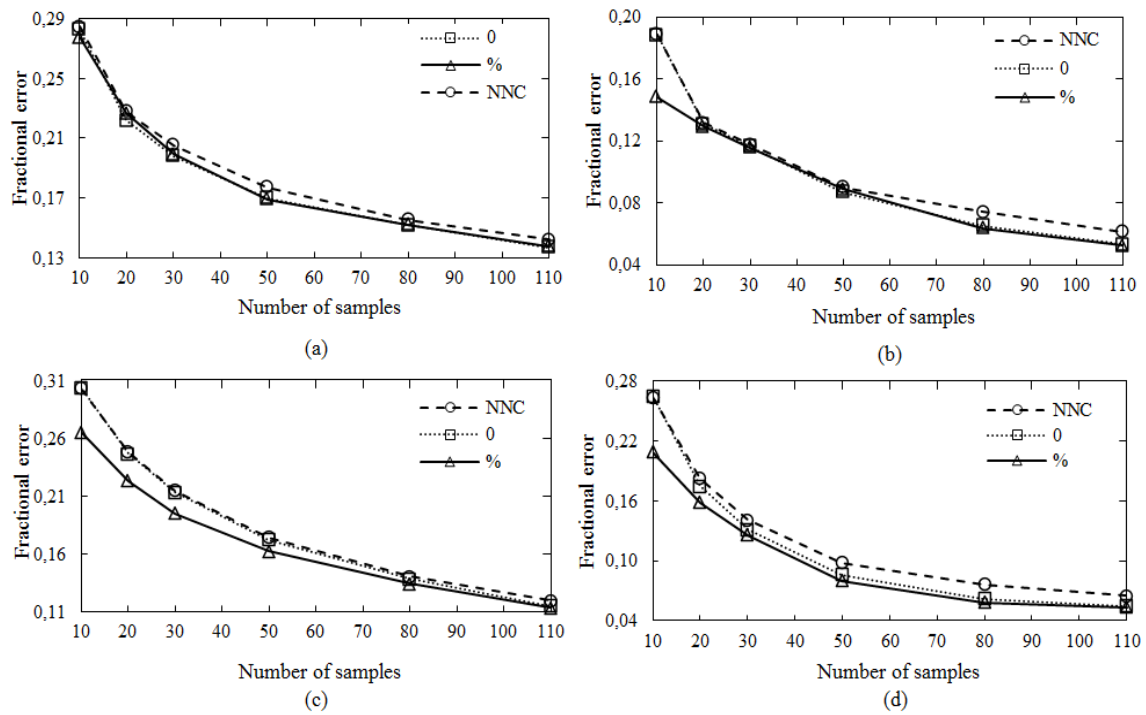 0,29
0,25
0,21
0,17
0,13
Fractional error
0
%
NNC
10 20 30 40 50 60 70 80 90 100 110
Number of samples
(a)
0,20
0,16
0,12
0,08
0,04
Fractional error
NNC
0
%
10 20 30 40 50 60 70 80 90 100 110
Number of samples
(b)
0,31
0,26
0,21
0,16
0,11
Fractional error
NNC
0
%
10 20 30 40 50 60 70 80 90 100 110
Number of samples
(c)
0,28
0,22
0,16
0,10
0,04
Fractional error
NNC
0
%
10 20 30 40 50 60 70 80 90 100 110
Number of samples
(d)